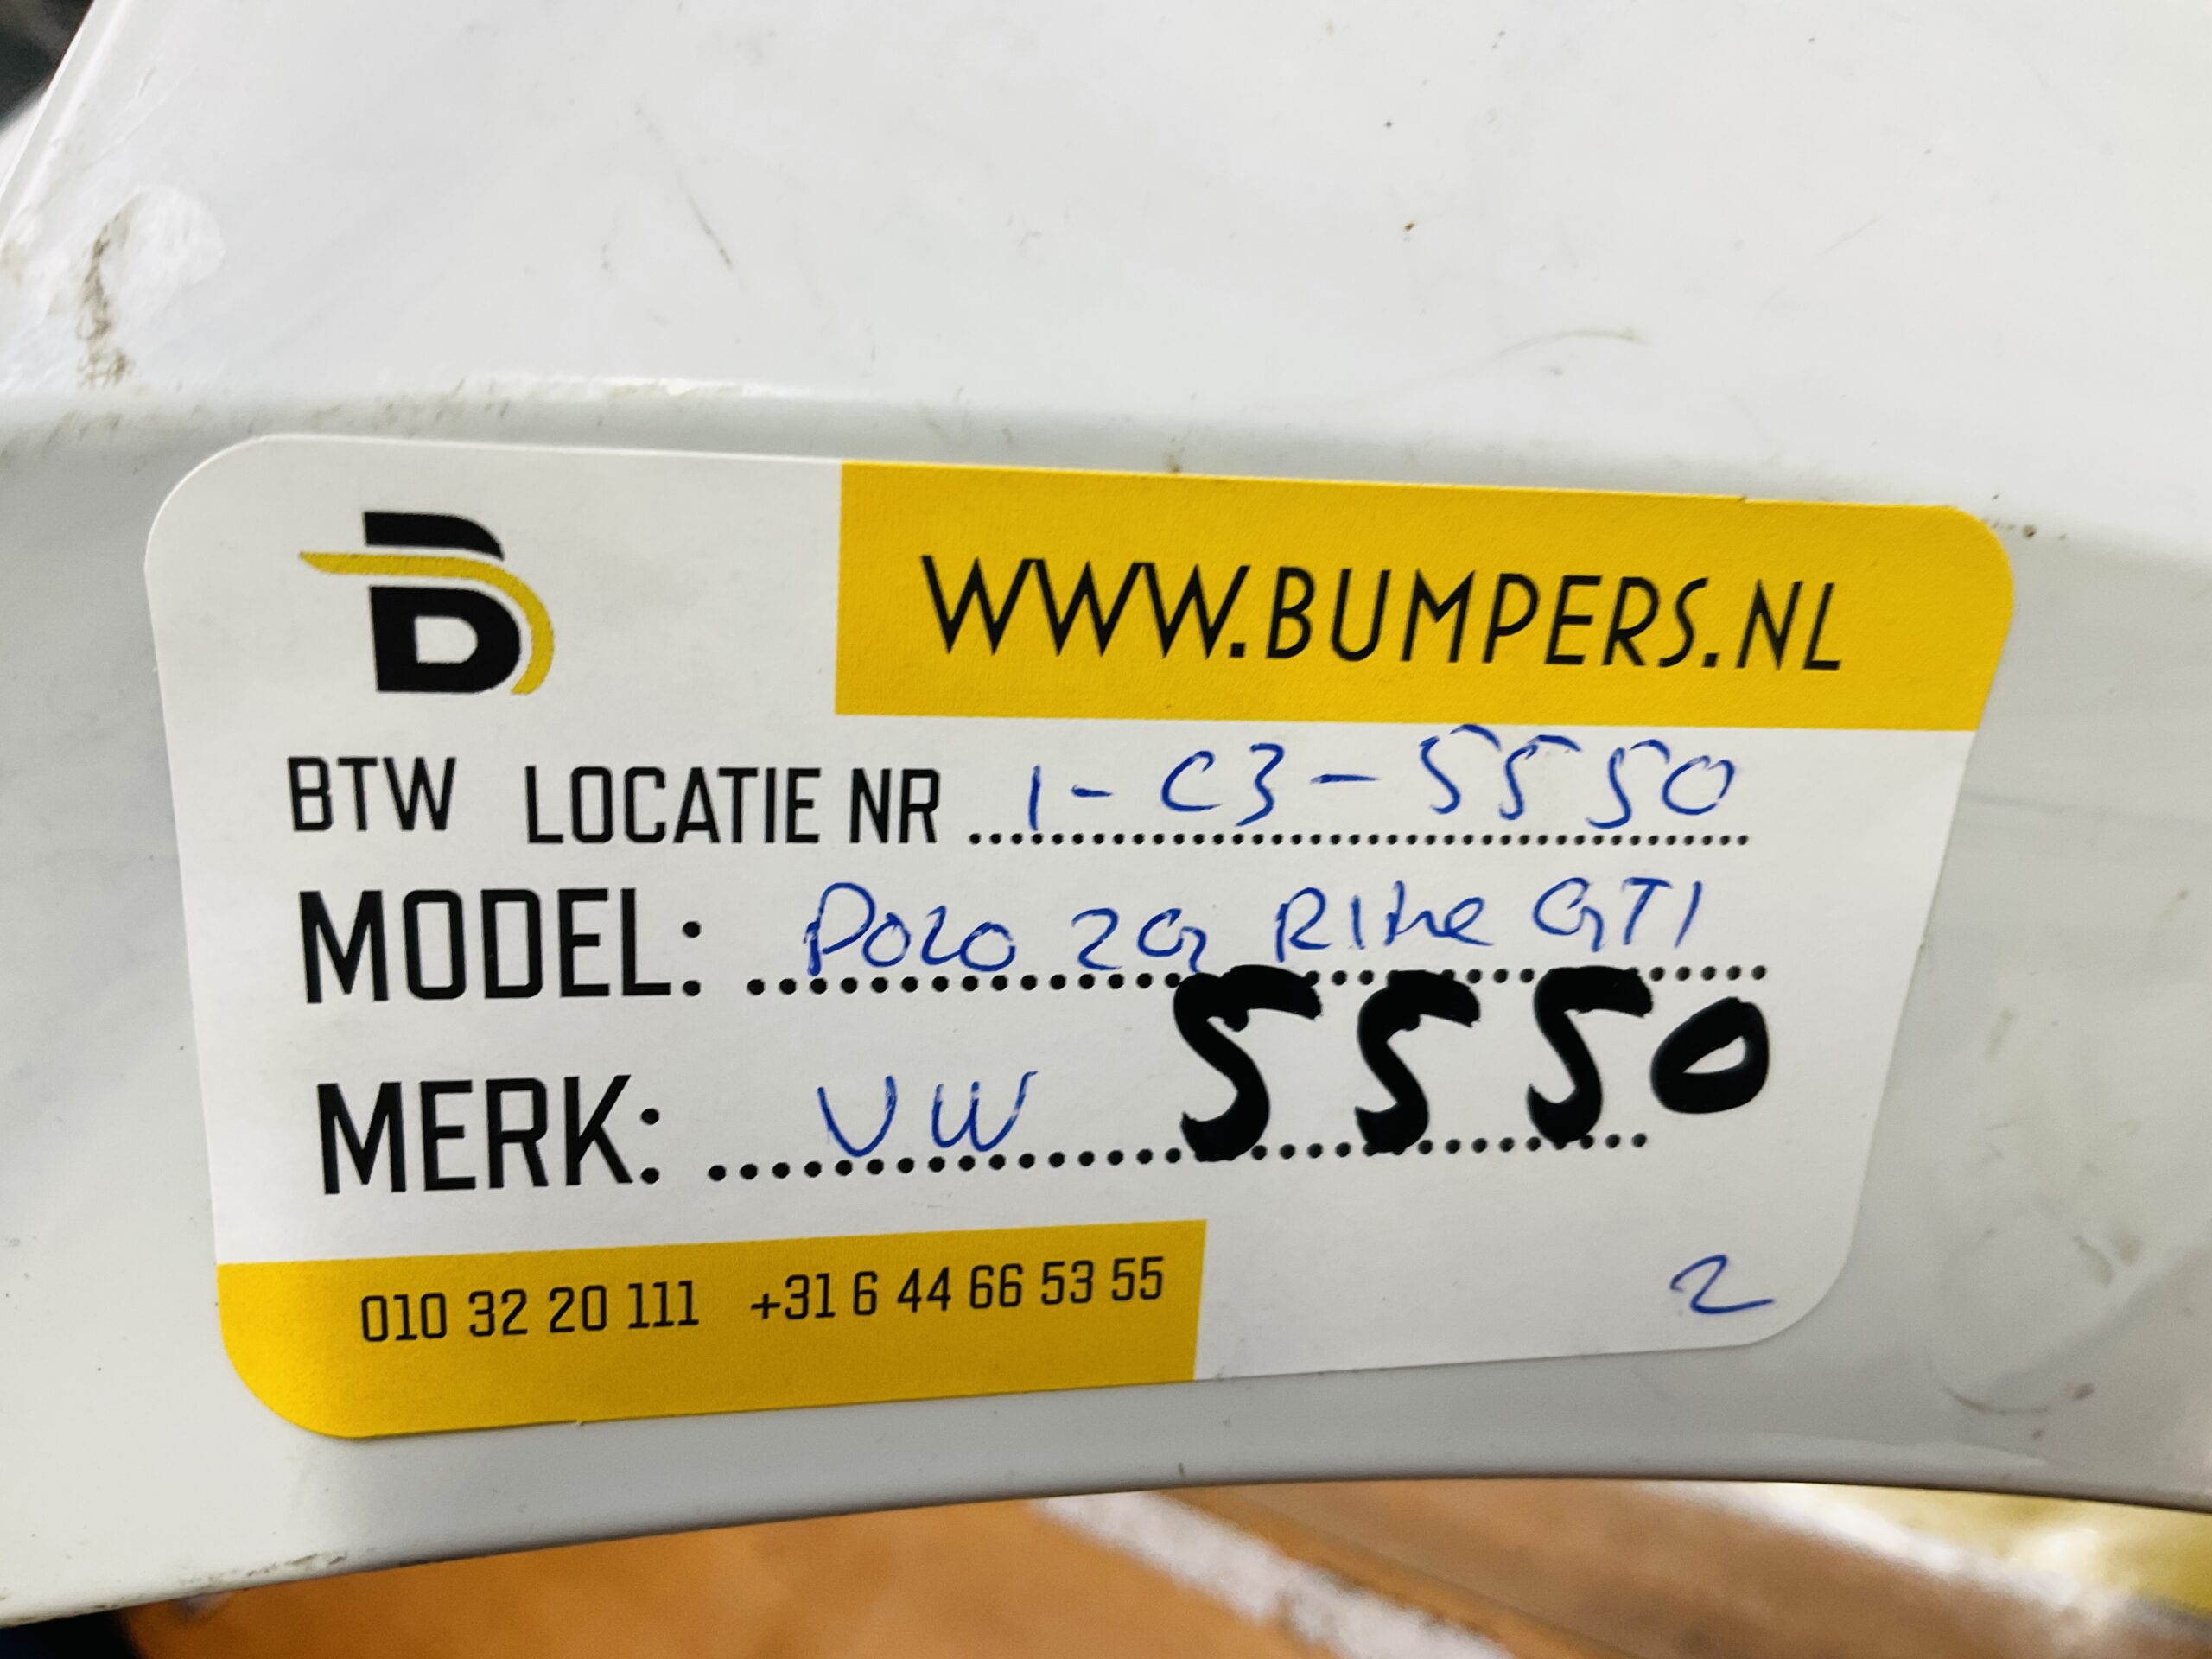 B
WWW.BUMPERS.NL
BTW LOCATIE NR 1-C3-5550
MODEL: POLO 2G Rline GTI
MERK: VW 5550
010 32 20 111 +31 6 44 66 53 55
2